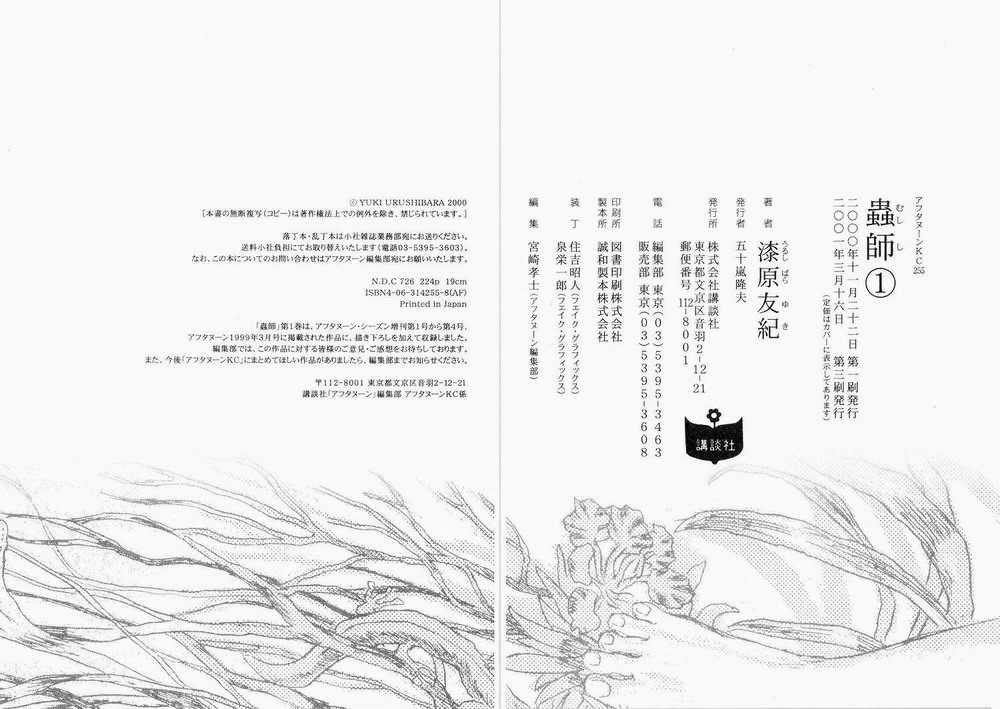 アフタヌーンKC 255
蟲師①
むし し
二〇〇〇年十一月二十二日 第一刷発行
二〇〇一年三月十六日 第三刷発行
(定価はカバーに表示してあります)
著者 漆原友紀
うるし ばら ゆ き
発行者 五十嵐隆夫
発行所 株式会社講談社
東京都文京区音羽2-12-21
郵便番号 112-8001
電話 編集部 東京(03)5395-3463
販売部 東京(03)5395-3608
印刷所 図書印刷株式会社
製本所 誠和製本株式会社
装丁 住吉昭人(フェイク・グラフィックス)
泉栄一郎(フェイク・グラフィックス)
編集 宮崎孝士(アフタヌーン編集部)
講談社
© YUKI URUSHIBARA 2000
[本書の無断複写(コピー)は著作権法上での例外を除き、禁じられています。]
落丁本・乱丁本は小社雑誌業務部宛にお送りください。
送料小社負担にてお取り替えいたします(電話03-5395-3603)。
なお、この本についてのお問い合わせはアフタヌーン編集部宛にお願いいたします。
N.D.C 726 224p 19cm
ISBN4-06-314255-8(AF)
Printed in Japan
「蟲師」第1巻は、アフタヌーン・シーズン増刊第1号から第4号、
アフタヌーン1999年3月号に掲載された作品に、描き下ろしを加えて収録しました。
編集部では、この作品に対する皆様のご意見・ご感想をお待ちしております。
また、今後「アフタヌーンKC」にまとめてほしい作品がありましたら、編集部までお知らせください。
〒112-8001 東京都文京区音羽2-12-21
講談社「アフタヌーン」編集部 アフタヌーンKC係